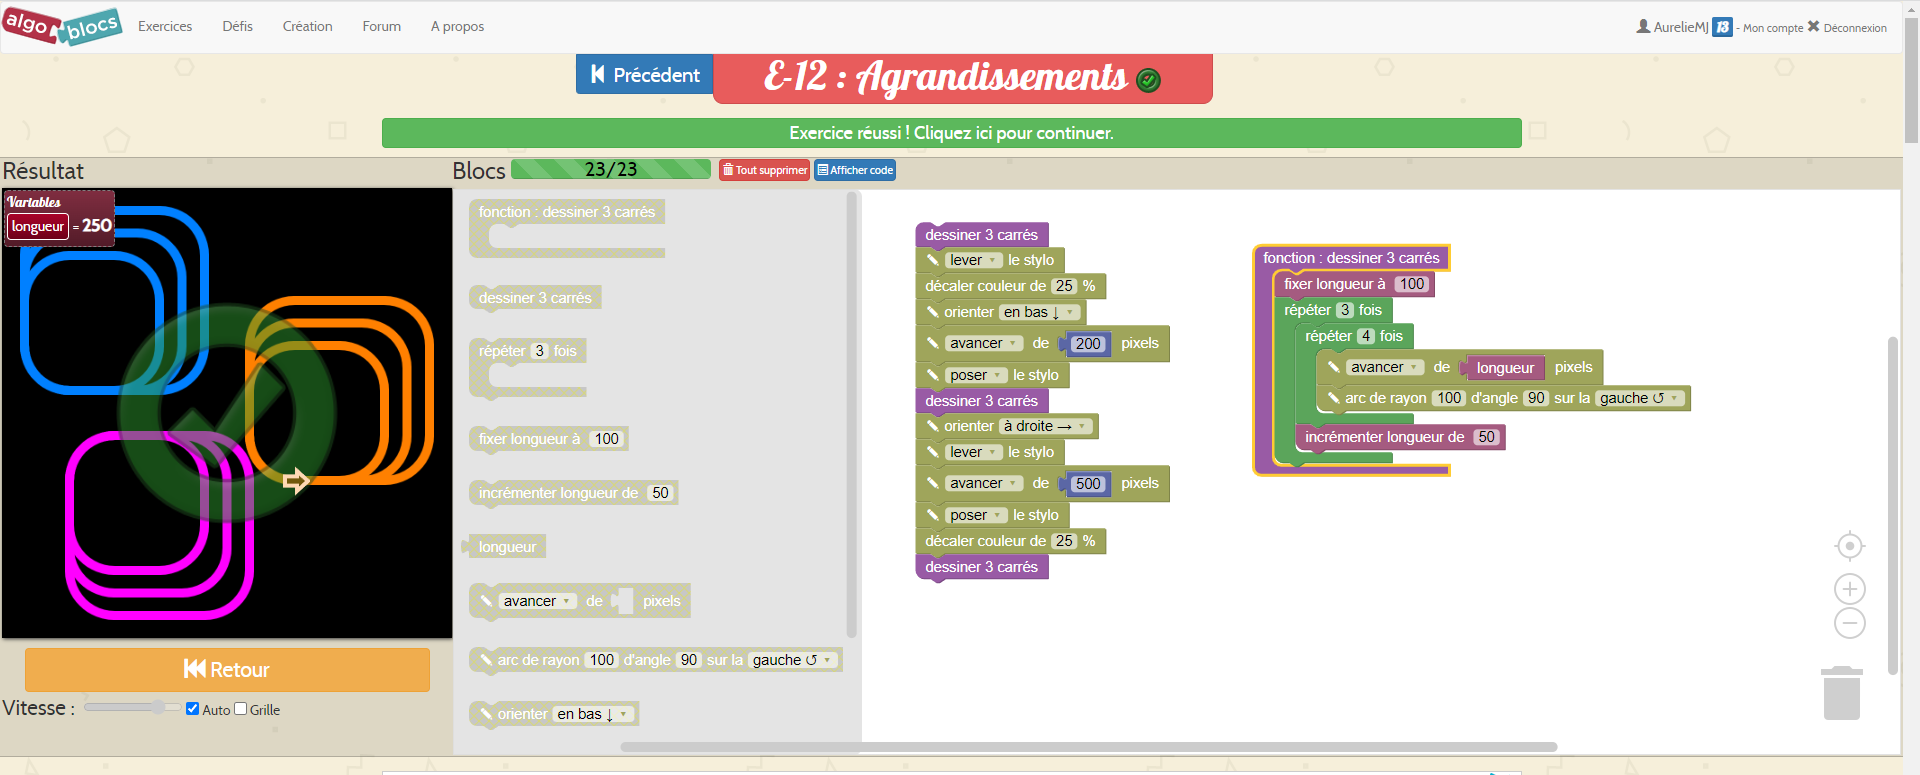 algo blocs Exercices Défis Création Forum A propos AurelieMJ 13 - Mon compte Déconnexion
Précédent E-12 : Agrandissements
Exercice réussi ! Cliquez ici pour continuer.
Résultat Blocs 23/23 Tout supprimer Afficher code
Variables
longueur = 250
Retour
Vitesse : Auto Grille
fonction : dessiner 3 carrés
dessiner 3 carrés
répéter 3 fois
fixer longueur à 100
incrémenter longueur de 50
longueur
avancer de pixels
arc de rayon 100 d'angle 90 sur la gauche ↺
orienter en bas ↓
dessiner 3 carrés
lever le stylo
décaler couleur de 25 %
orienter en bas ↓
avancer de 200 pixels
poser le stylo
dessiner 3 carrés
orienter à droite →
lever le stylo
avancer de 500 pixels
poser le stylo
décaler couleur de 25 %
dessiner 3 carrés
fonction : dessiner 3 carrés
fixer longueur à 100
répéter 3 fois
répéter 4 fois
avancer de longueur pixels
arc de rayon 100 d'angle 90 sur la gauche ↺
incrémenter longueur de 50